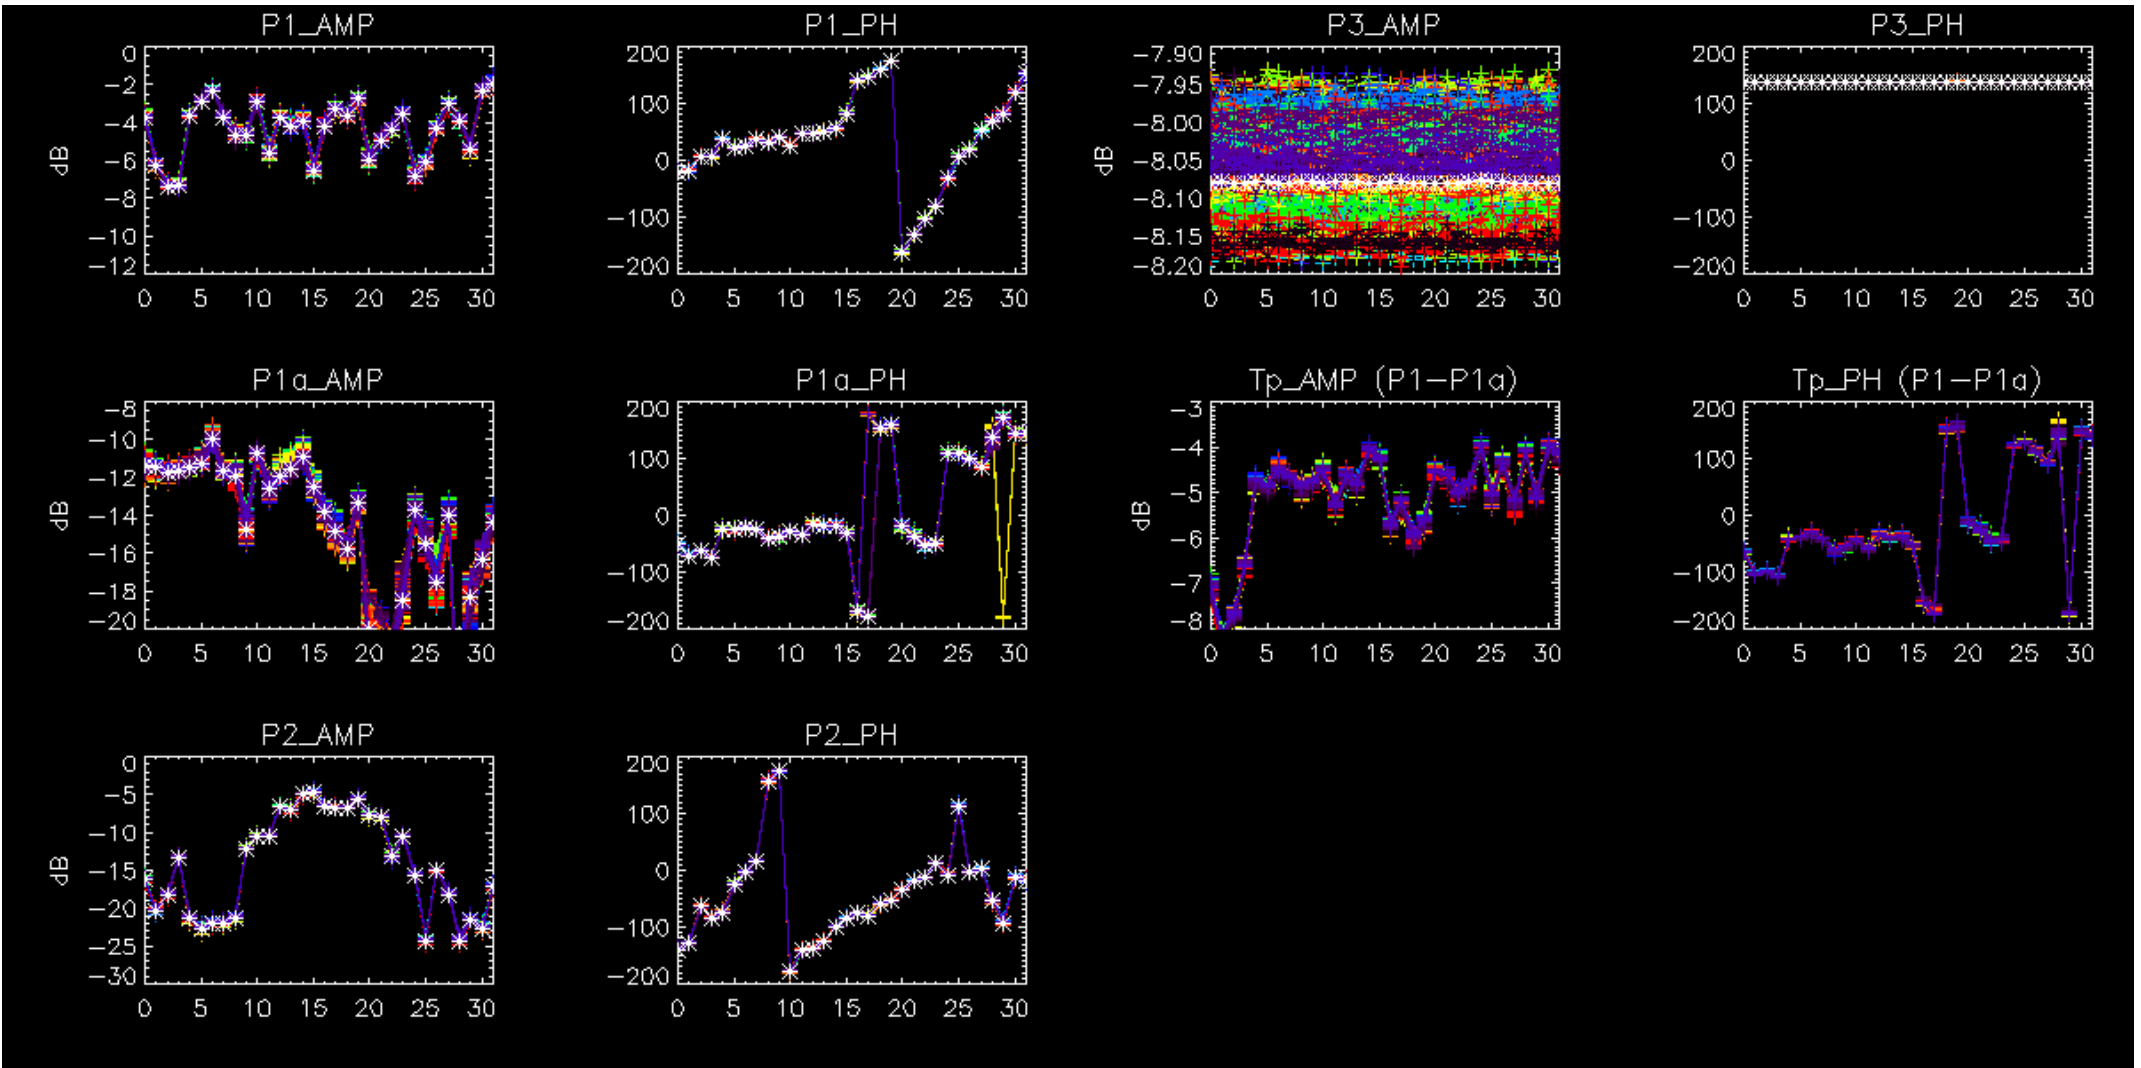 P1_AMP
0
−2
−4
−6
−8
−10
−12
dB
0 5 10 15 20 25 30
P1_PH
200
100
0
−100
−200
0 5 10 15 20 25 30
P3_AMP
−7.90
−7.95
−8.00
−8.05
−8.10
−8.15
−8.20
dB
0 5 10 15 20 25 30
P3_PH
200
100
0
−100
−200
0 5 10 15 20 25 30
P1a_AMP
−8
−10
−12
−14
−16
−18
−20
dB
0 5 10 15 20 25 30
P1a_PH
200
100
0
−100
−200
0 5 10 15 20 25 30
Tp_AMP (P1−P1a)
−3
−4
−5
−6
−7
−8
dB
0 5 10 15 20 25 30
Tp_PH (P1−P1a)
200
100
0
−100
−200
0 5 10 15 20 25 30
P2_AMP
0
−5
−10
−15
−20
−25
−30
dB
0 5 10 15 20 25 30
P2_PH
200
100
0
−100
−200
0 5 10 15 20 25 30